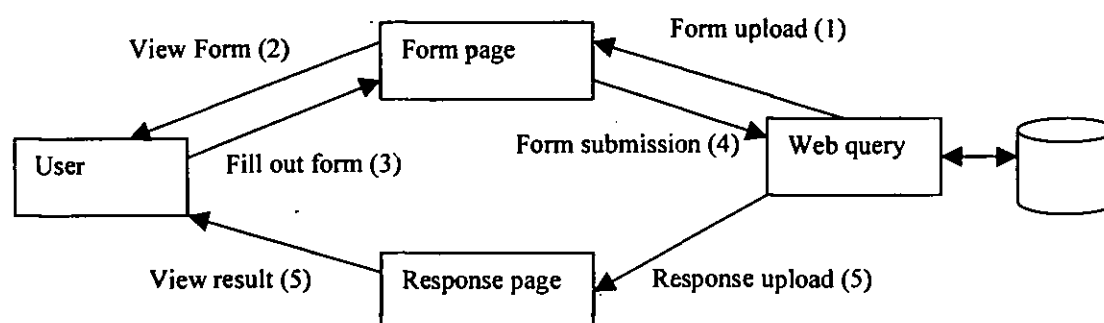 View Form (2)
Form page
Form upload (1)
User
Fill out form (3)
Form submission (4)
Web query
View result (5)
Response page
Response upload (5)